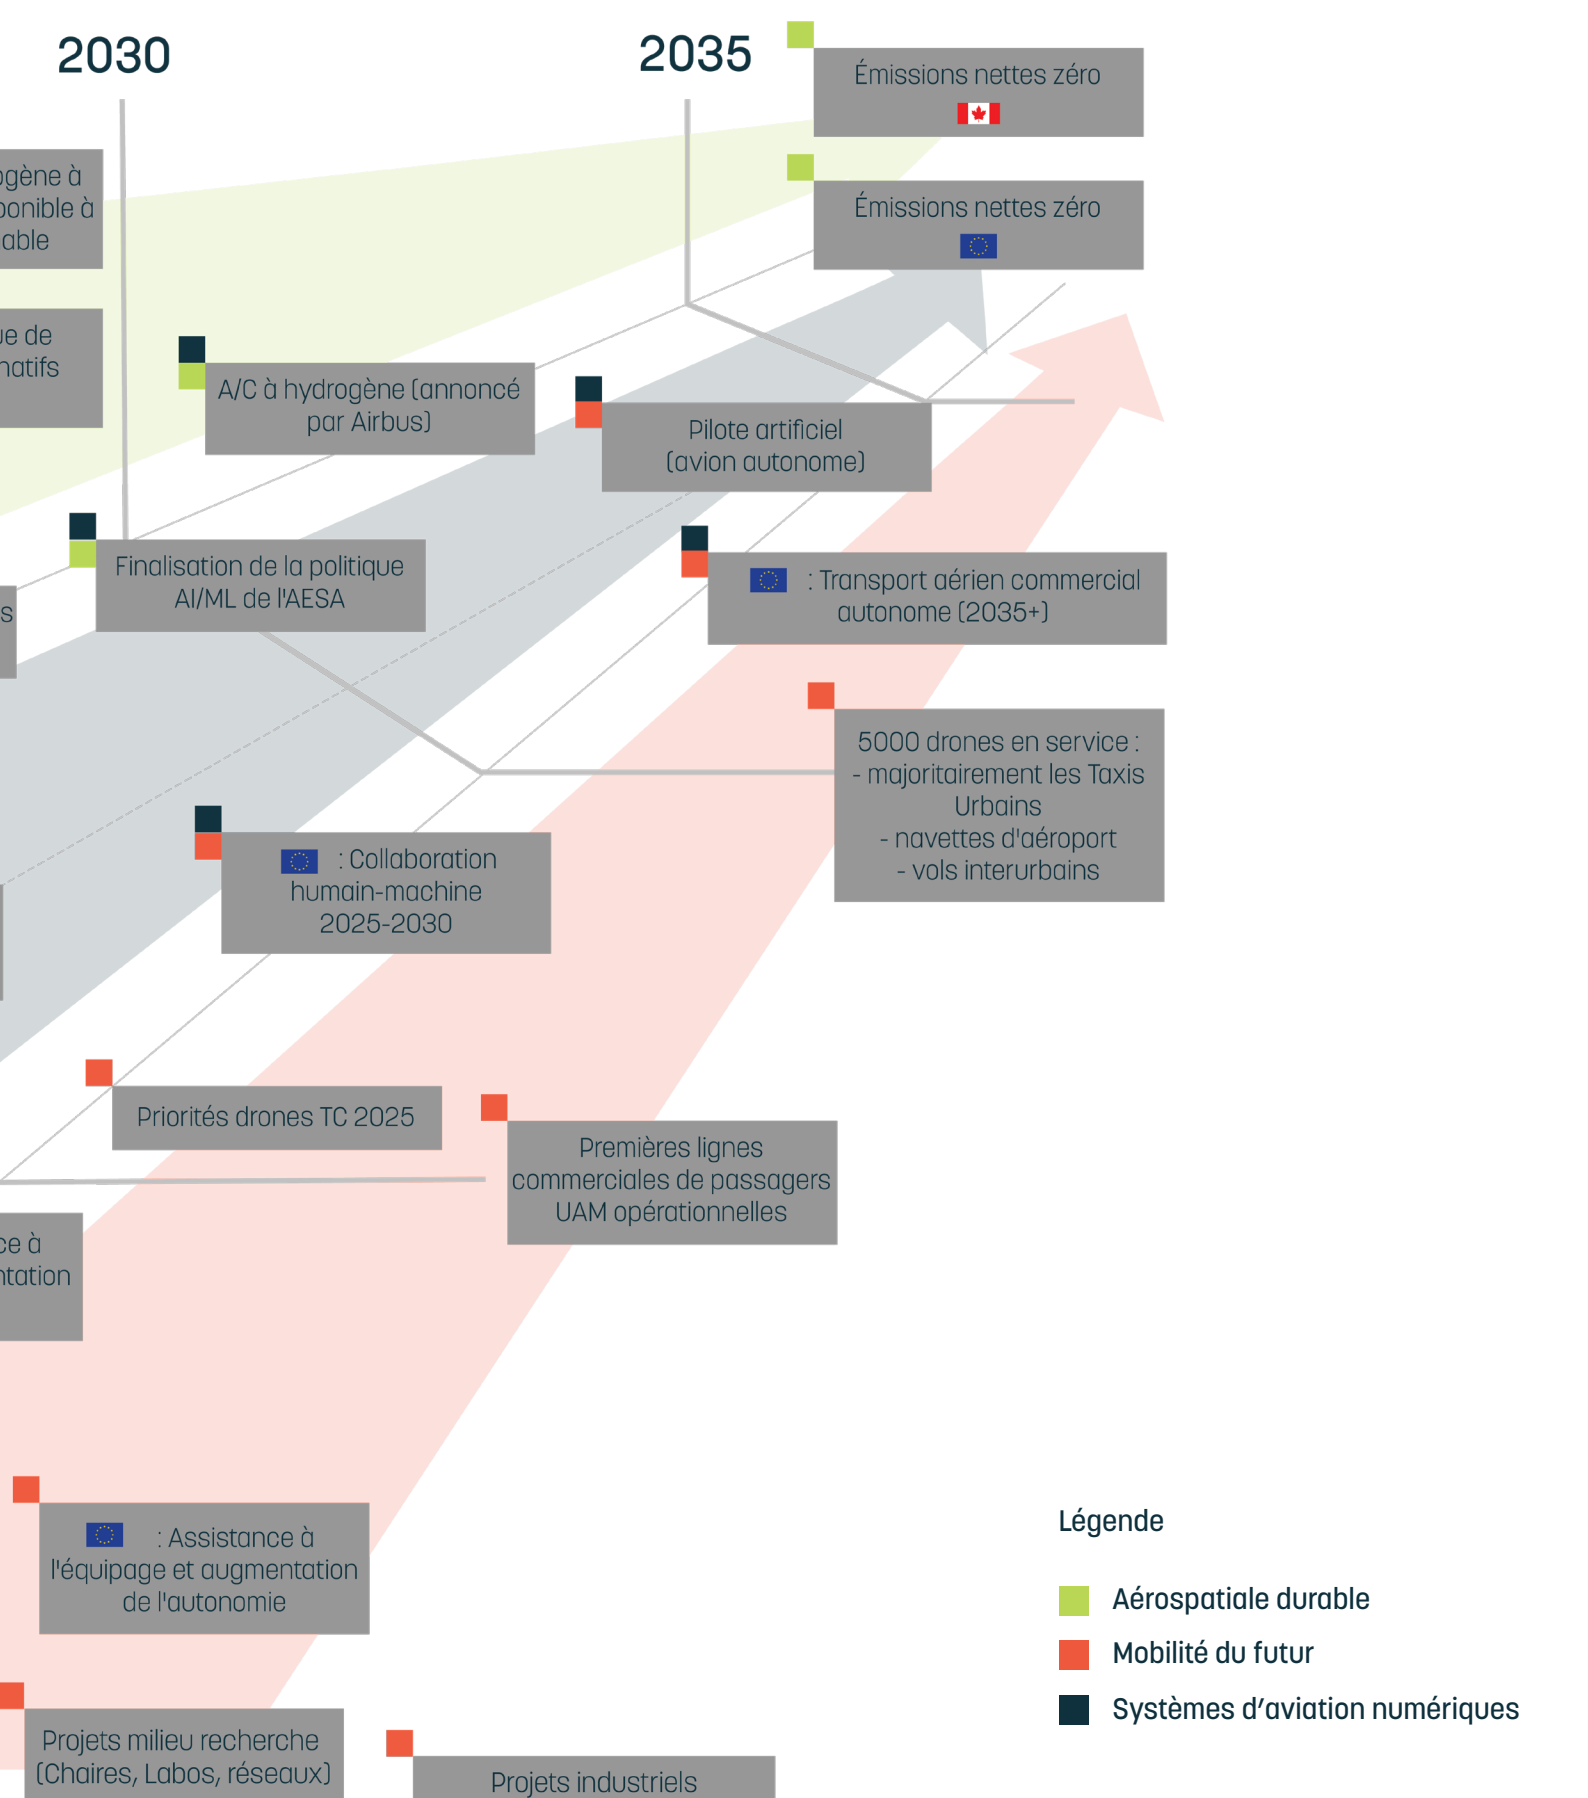 2030
2035
Émissions nettes zéro
Émissions nettes zéro
à
à
de
A/C à hydrogène (annoncé
par Airbus)
Pilote artificiel
(avion autonome)
Finalisation de la politique
AI/ML de l'AESA
: Transport aérien commercial
autonome (2035+)
5000 drones en service :
- majoritairement les Taxis
Urbains
- navettes d'aéroport
- vols interurbains
: Collaboration
humain-machine
2025-2030
Priorités drones TC 2025
Premières lignes
commerciales de passagers
UAM opérationnelles
à
: Assistance à
l'équipage et augmentation
de l'autonomie
Projets milieu recherche
(Chaires, Labos, réseaux)
Projets industriels
Légende
Aérospatiale durable
Mobilité du futur
Systèmes d’aviation numériques